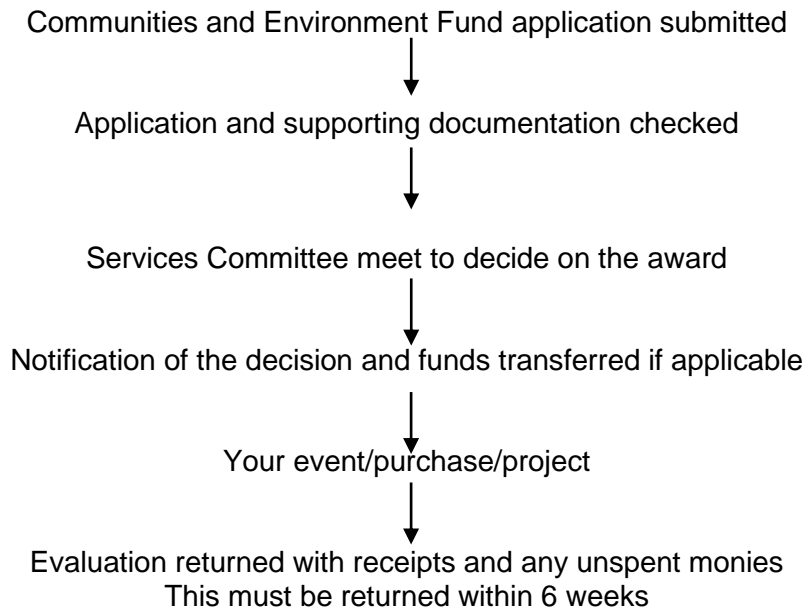 Communities and Environment Fund application submitted
Application and supporting documentation checked
Services Committee meet to decide on the award
Notification of the decision and funds transferred if applicable
Your event/purchase/project
Evaluation returned with receipts and any unspent monies
This must be returned within 6 weeks